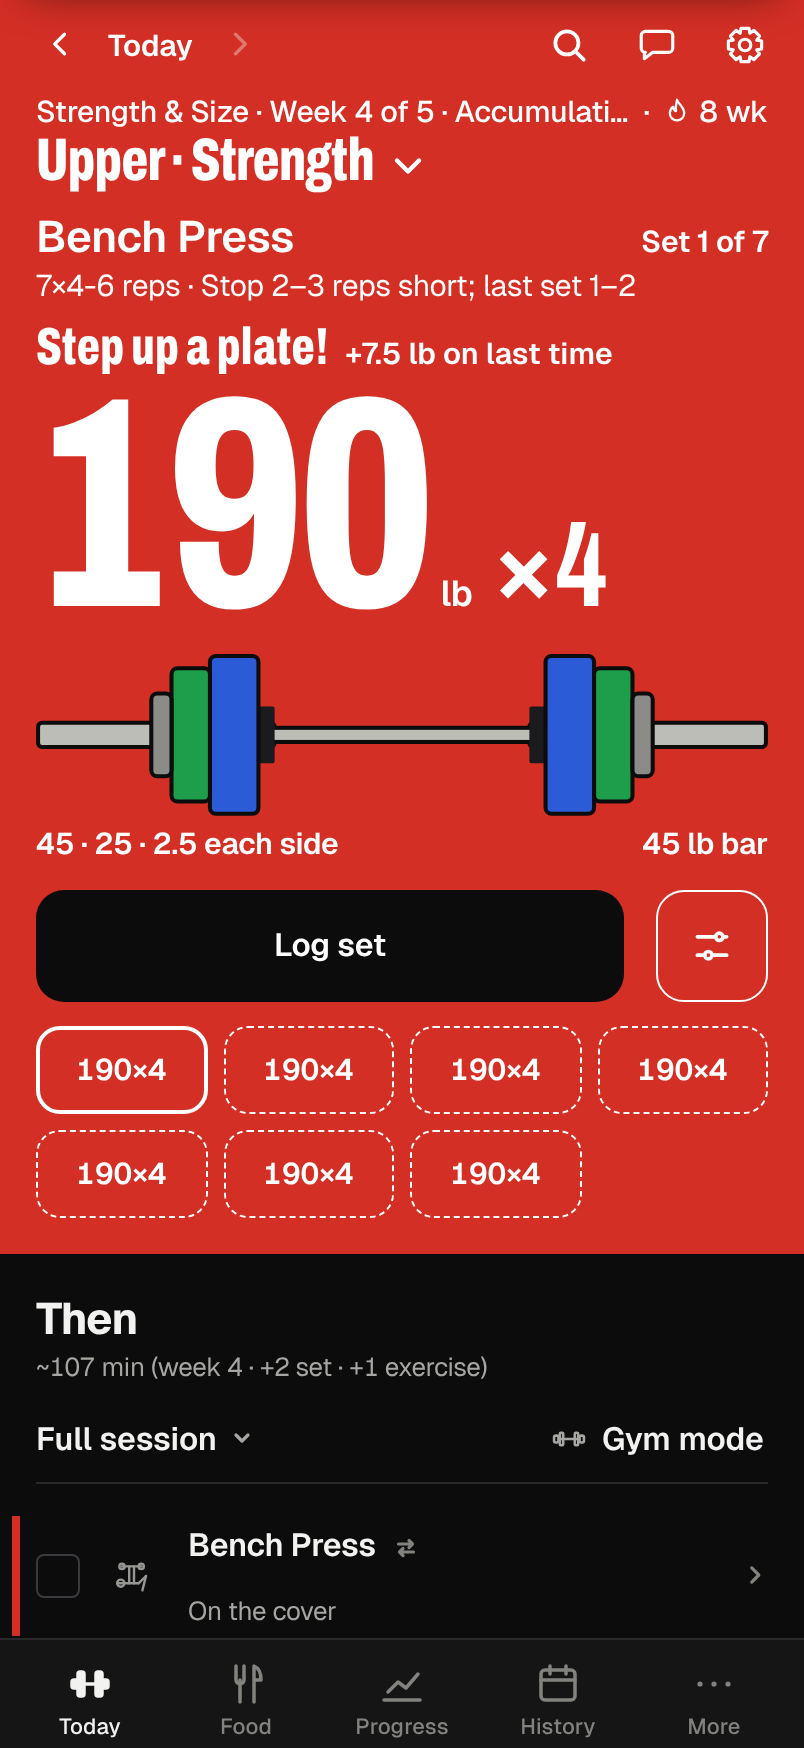 Today
Strength & Size · Week 4 of 5 · Accumulati... · 8 wk
Upper · Strength
Bench Press
Set 1 of 7
7×4-6 reps · Stop 2–3 reps short; last set 1–2
Step up a plate! +7.5 lb on last time
190 lb ×4
45 · 25 · 2.5 each side
45 lb bar
Log set
190×4 190×4 190×4 190×4
190×4 190×4 190×4
Then
~107 min (week 4 · +2 set · +1 exercise)
Full session
Gym mode
Bench Press
On the cover
Today Food Progress History More